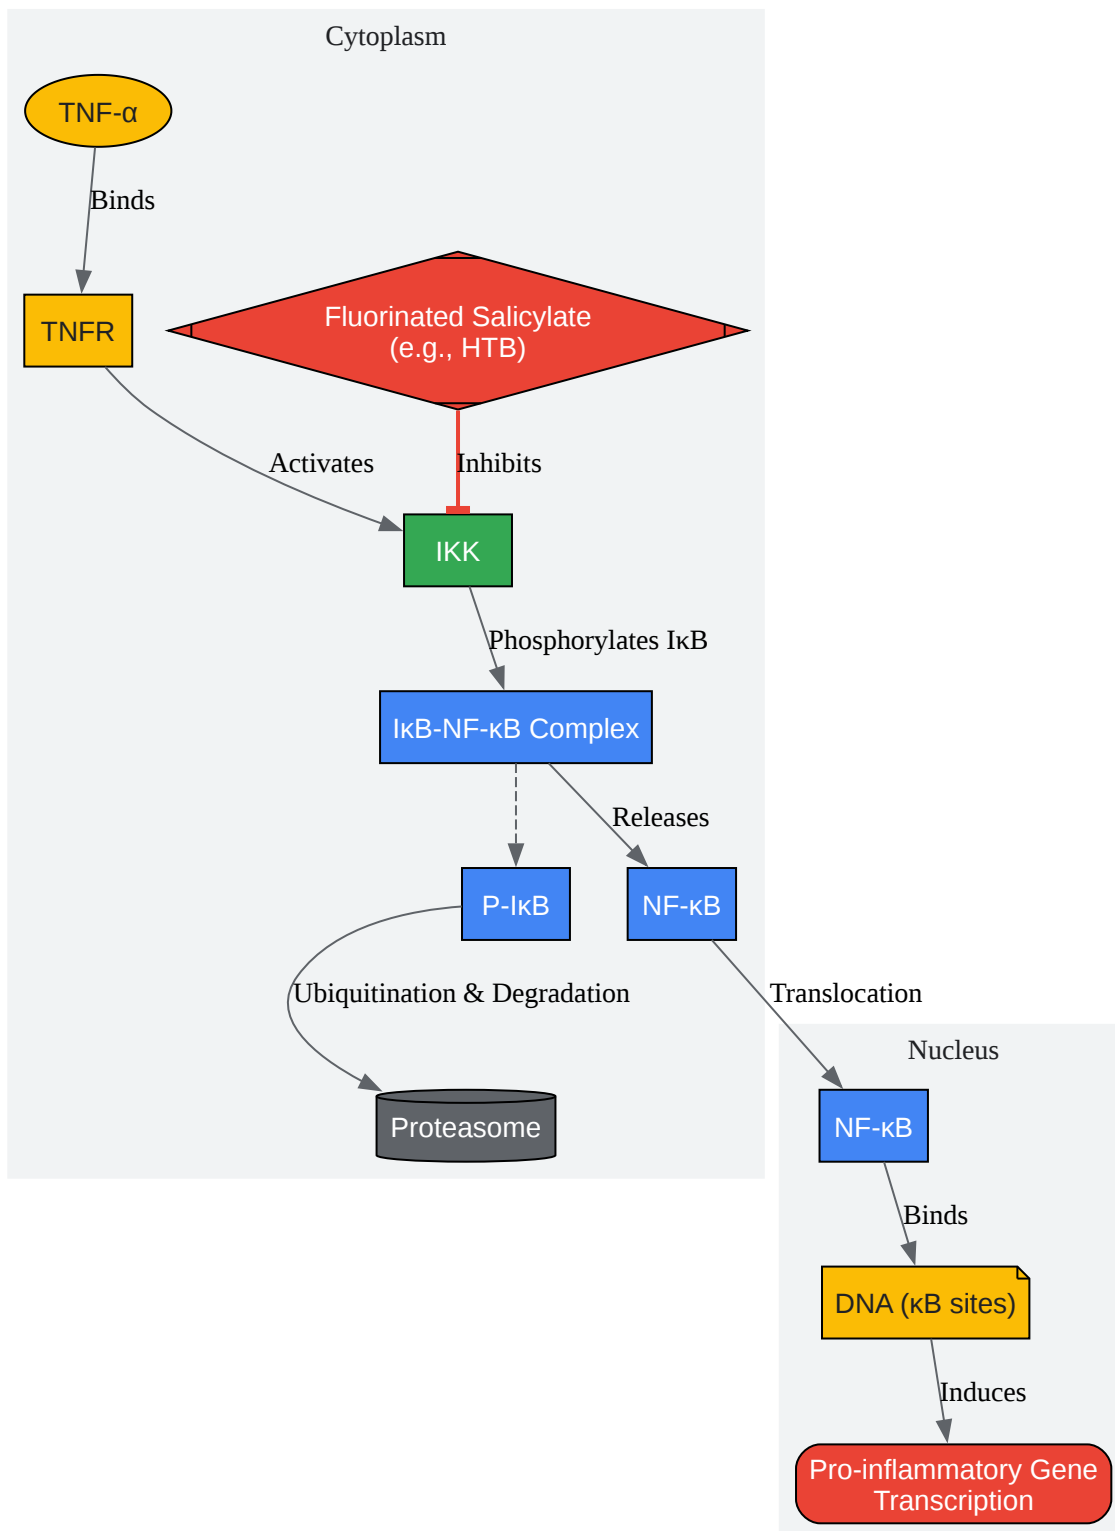 Cytoplasm
TNF-α
Binds
TNFR
Fluorinated Salicylate
(e.g., HTB)
Activates
Inhibits
IKK
Phosphorylates IκB
IκB-NF-κB Complex
Releases
P-IκB
NF-κB
Ubiquitination & Degradation
Translocation
Proteasome
Nucleus
NF-κB
Binds
DNA (κB sites)
Induces
Pro-inflammatory Gene
Transcription